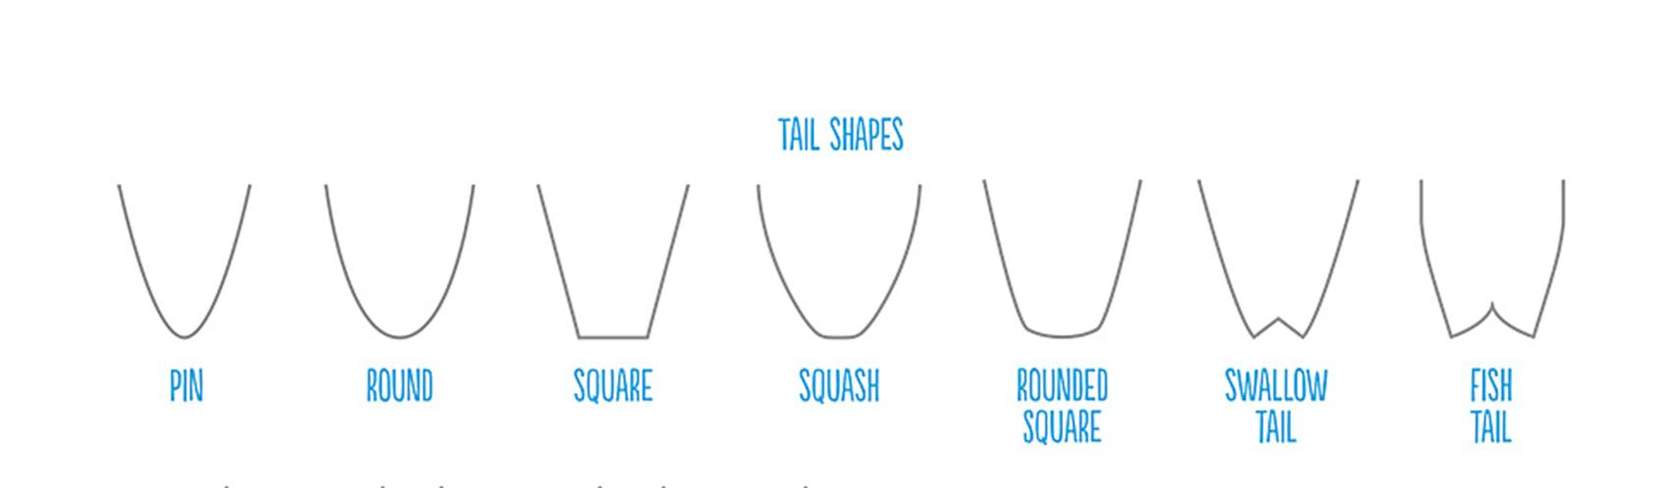 TAIL SHAPES
PIN
ROUND
SQUARE
SQUASH
ROUNDED
SQUARE
SWALLOW
TAIL
FISH
TAIL